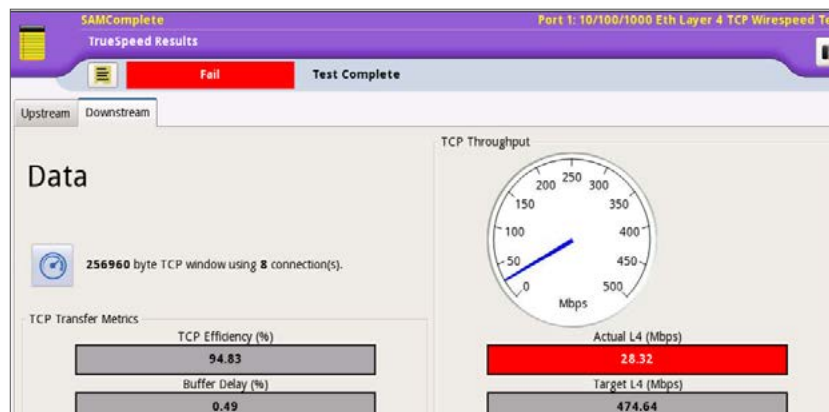 SAMComplete
Port 1: 10/100/1000 Eth Layer 4 TCP Wirespeed Te
TrueSpeed Results
Fail
Test Complete
Upstream
Downstream
Data
256960 byte TCP window using 8 connection(s).
TCP Transfer Metrics
TCP Efficiency (%)
94.83
Buffer Delay (%)
0.49
TCP Throughput
0
50
100
150
200
250
300
350
400
450
500
Mbps
Actual L4 (Mbps)
28.32
Target L4 (Mbps)
474.64